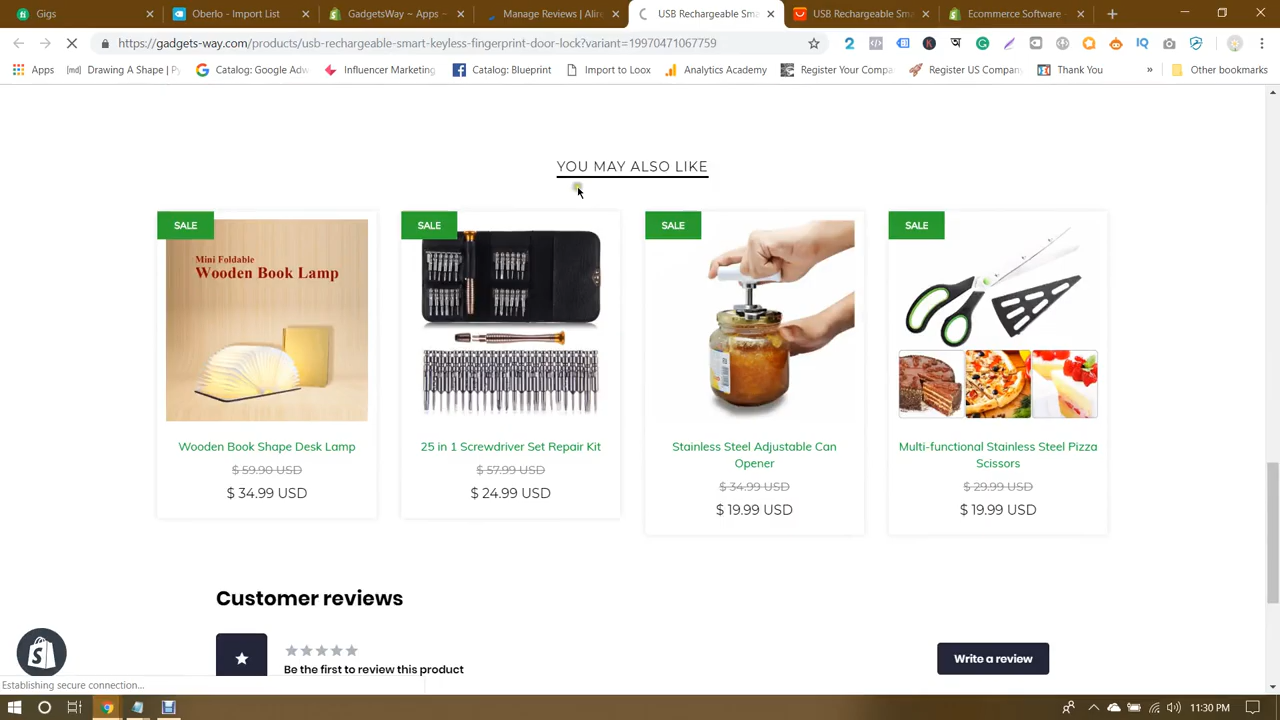 Gigs
Oberlo - Import List
GadgetsWay ~ Apps ~
Manage Reviews | Alire
USB Rechargeable Sma
USB Rechargeable Sma
Ecommerce Software -
https://gadgets-way.com/products/usb-rechargeable-smart-keyless-fingerprint-door-lock?variant=19970471067759
Apps
Drawing A Shape | Py
Catalog: Google Adw
Influencer Marketing
Catalog: Blueprint
Import to Loox
Analytics Academy
Register Your Compa
Register US Company
Thank You
»
Other bookmarks
YOU MAY ALSO LIKE
SALE
SALE
SALE
SALE
Mini Foldable
Wooden Book Lamp
Wooden Book Shape Desk Lamp
$ 59.90 USD
$ 34.99 USD
25 in 1 Screwdriver Set Repair Kit
$ 57.99 USD
$ 24.99 USD
Stainless Steel Adjustable Can
Opener
$ 34.99 USD
$ 19.99 USD
Multi-functional Stainless Steel Pizza
Scissors
$ 29.99 USD
$ 19.99 USD
Customer reviews
Be the first to review this product
Write a review
Establishing secure connection...
11:30 PM